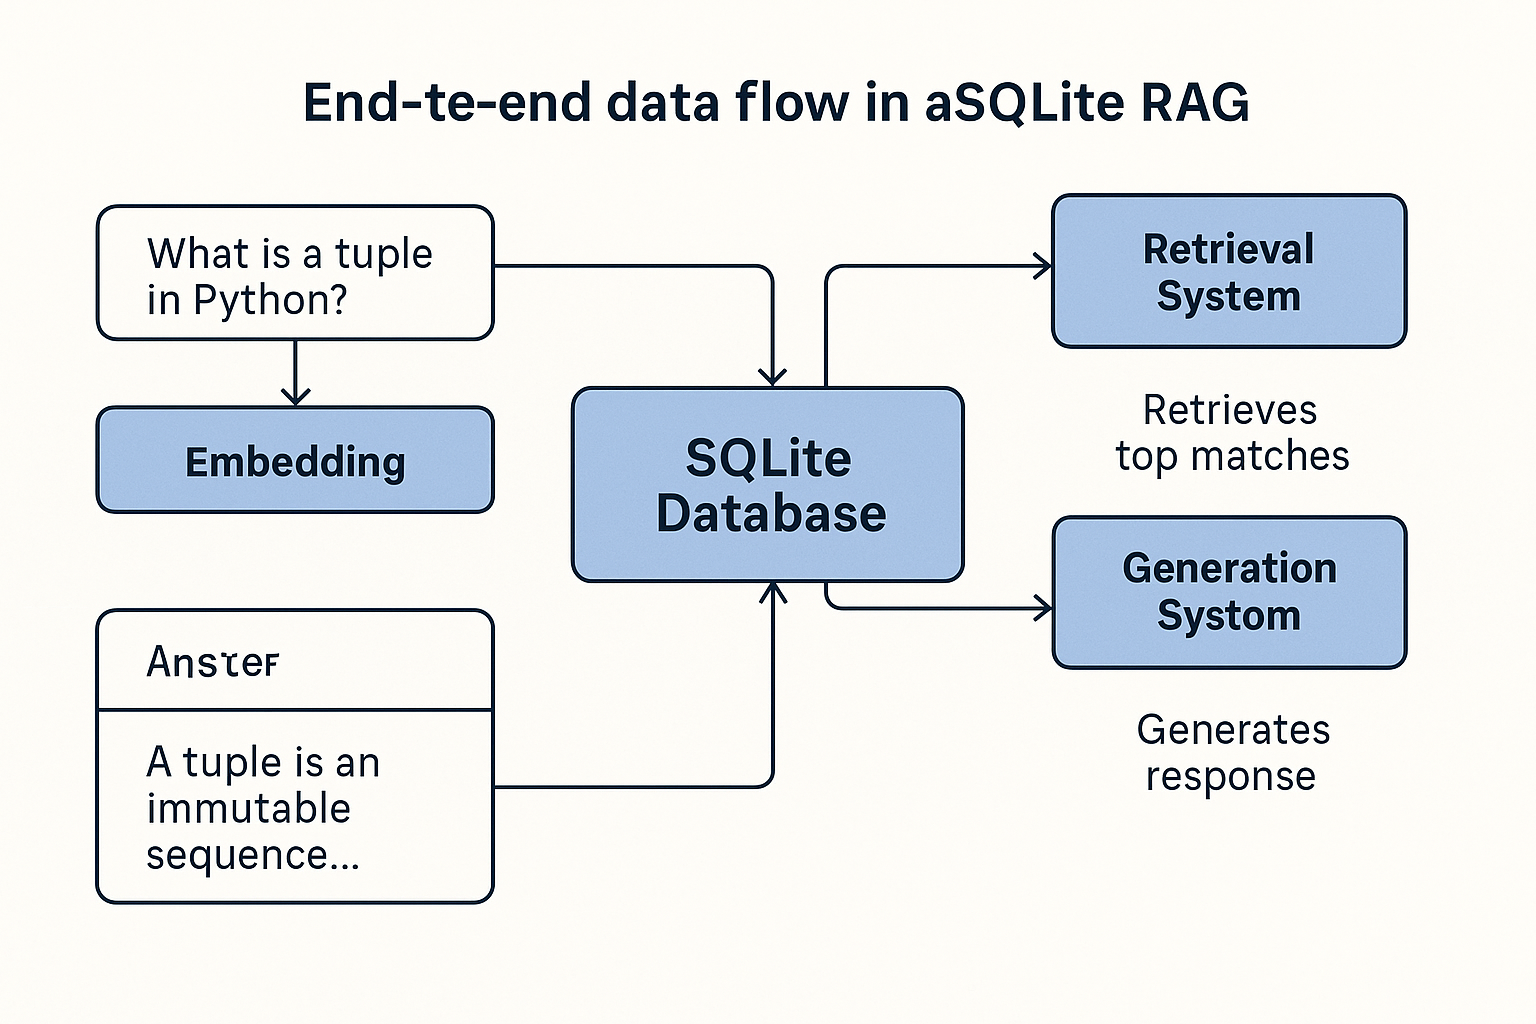 End-te-end data flow in aSQLite RAG
What is a tuple
in Python?
Embedding
SQLite
Database
Retrieval
System
Retrieves
top matches
Generation
Systom
Generates
response
A tuple is an
immutable
sequence...